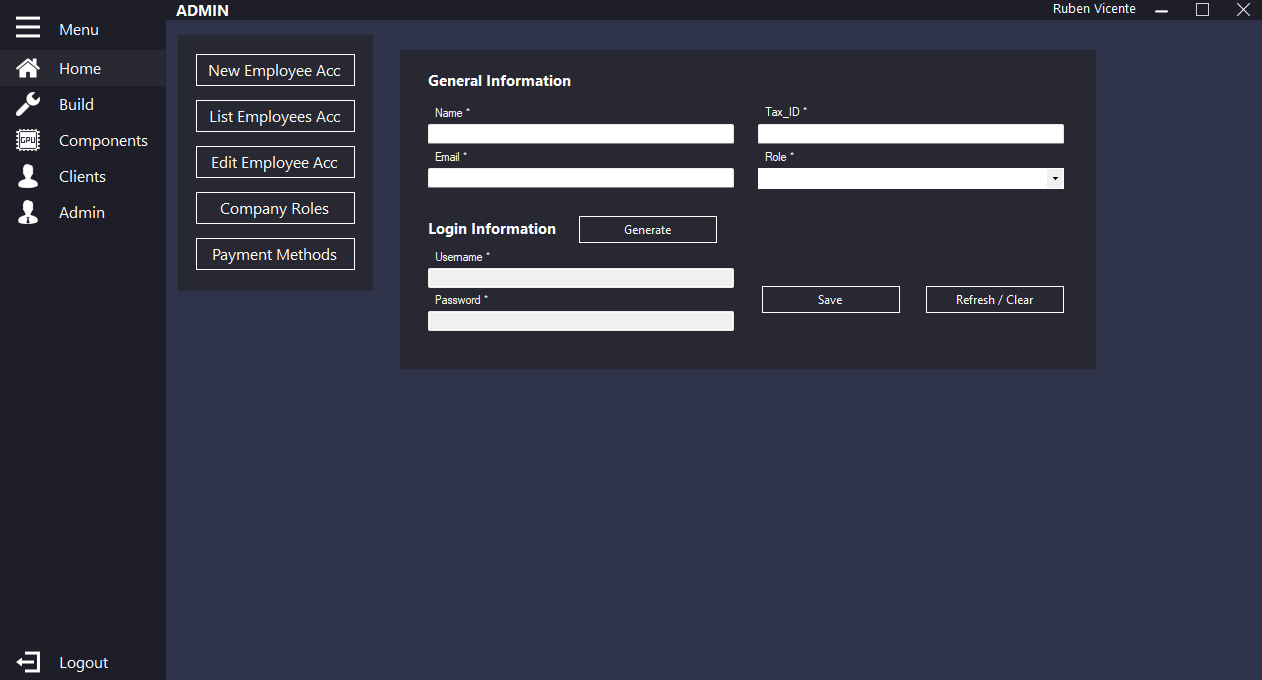 ADMIN
Ruben Vicente
Menu
Home
Build
GPU
Components
Clients
Admin
Logout
New Employee Acc
List Employees Acc
Edit Employee Acc
Company Roles
Payment Methods
General Information
Name *
Tax_ID *
Email *
Role *
Login Information
Generate
Username *
Password *
Save
Refresh / Clear